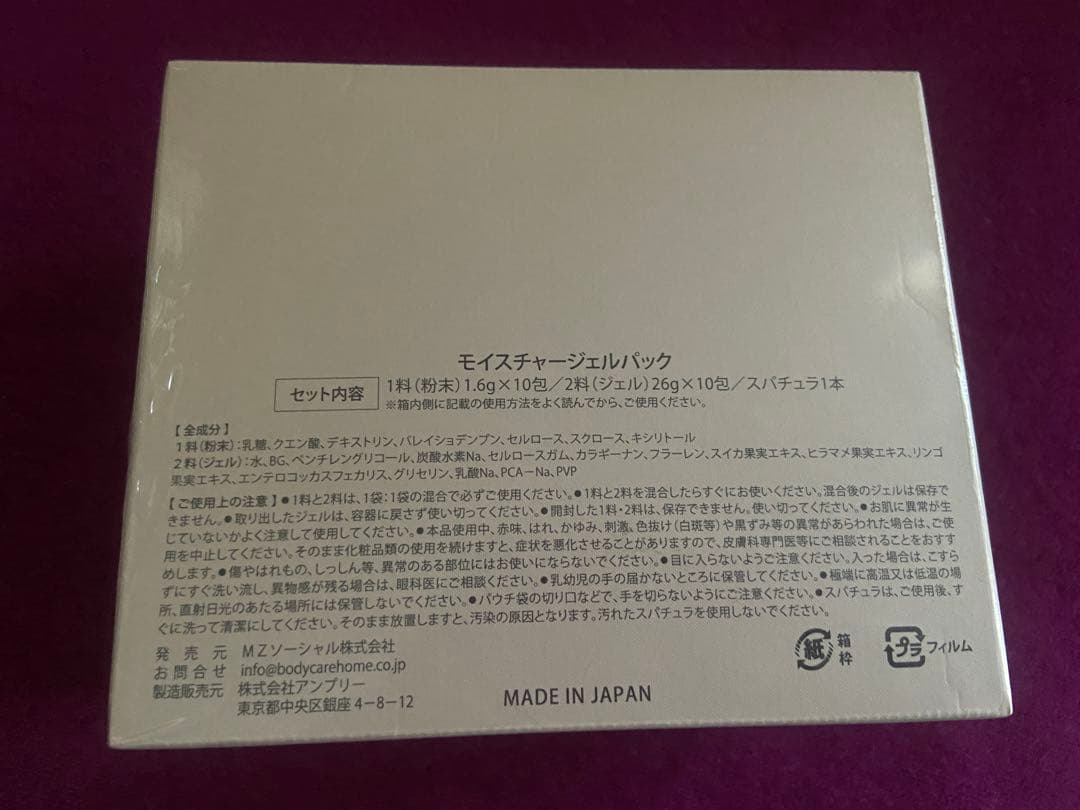 モイスチャージェルパック
セット内容 1料（粉末）1.6g×10包／2料（ジェル）26g×10包／スパチュラ1本
※箱内側に記載の使用方法をよく読んでから、ご使用ください。
【全成分】
1料（粉末）：乳糖、クエン酸、デキストリン、バレイショデンプン、セルロース、スクロース、キシリトール
2料（ジェル）：水、BG、ペンチレングリコール、炭酸水素Na、セルロースガム、カラギーナン、フラーレン、スイカ果実エキス、ヒラマメ果実エキス、リンゴ
果実エキス、エンテロコッカスフェカリス、グリセリン、乳酸Na、PCA－Na、PVP
【ご使用上の注意】●1料と2料は、1袋：1袋の混合で必ずご使用ください。●1料と2料を混合したらすぐにお使いください。混合後のジェルは保存で
きません。●取り出したジェルは、容器に戻さず使い切ってください。●開封した1料・2料は、保存できません。使い切ってください。●お肌に異常が生
じていないかよく注意して使用してください。●本品使用中、赤味、はれ、かゆみ、刺激、色抜け（白斑等）や黒ずみ等の異常があらわれた場合は、ご使
用を中止してください。そのまま化粧品類の使用を続けますと、症状を悪化させることがありますので、皮膚科専門医等にご相談されることをおすす
めします。●傷やはれもの、しっしん等、異常のある部位にはお使いにならないでください。●目に入らないようご注意ください。入った場合は、こすら
ずにすぐ洗い流し、異物感が残る場合は、眼科医にご相談ください。●乳幼児の手の届かないところに保管してください。●極端に高温又は低温の場
所、直射日光のあたる場所には保管しないでください。●パウチ袋の切り口などで、手を切らないようにご注意ください。●スパチュラは、ご使用後、す
ぐに洗って清潔にしてください。そのまま放置しますと、汚染の原因となります。汚れたスパチュラを使用しないでください。
発売元 MZソーシャル株式会社
お問合せ info@bodycarehome.co.jp
製造販売元 株式会社アンプリー
東京都中央区銀座4－8－12
MADE IN JAPAN
紙 箱 枠
プラ フィルム